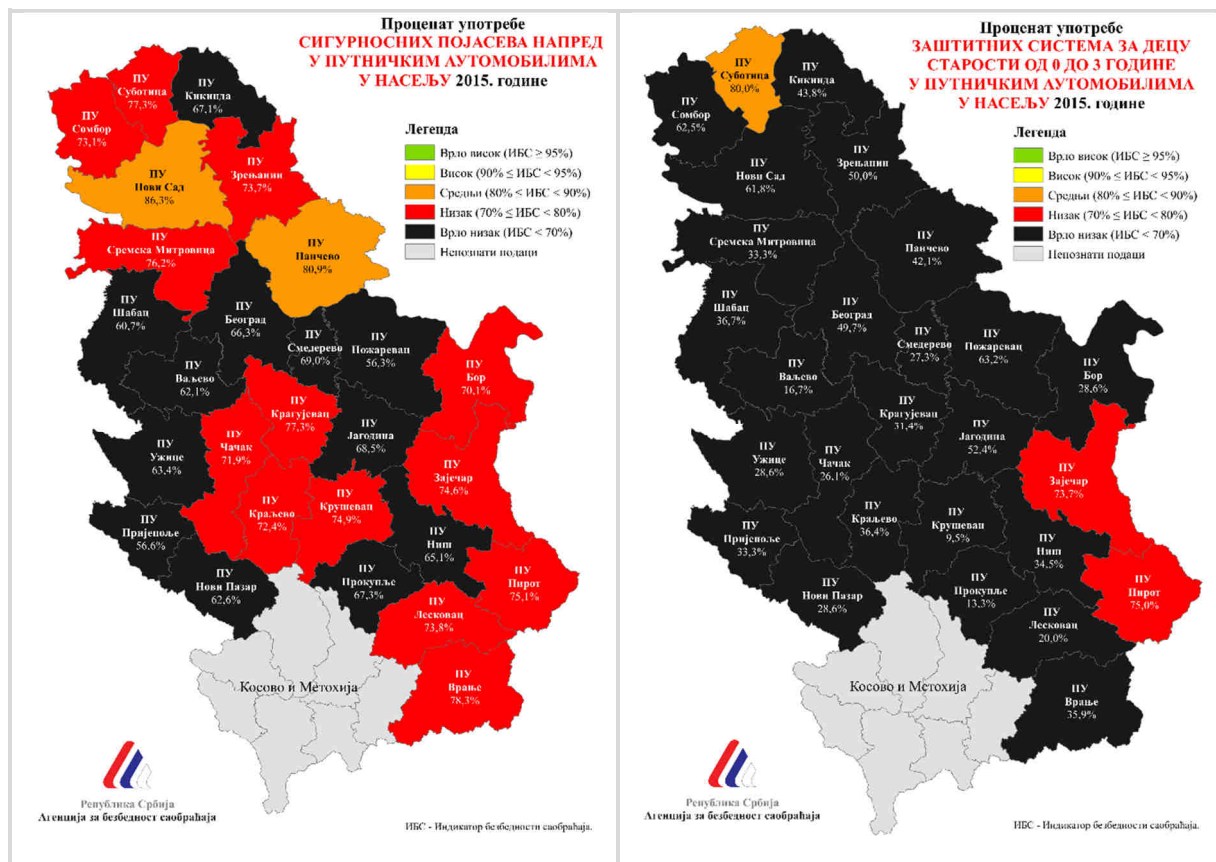 Проценат употребе
СИГУРНОСНИХ ПОЈАСЕВА НАПРЕД
У ПУТНИЧКИМ АУТОМОБИЛИМА
У НАСЕЉУ 2015. године
Легенда
Врло висок (ИБС ≥ 95%)
Висок (90% ≤ ИБС < 95%)
Средњи (80% ≤ ИБС < 90%)
Низак (70% ≤ ИБС < 80%)
Врло низак (ИБС < 70%)
Непознати подаци
ПУ
Суботица
77,3%
ПУ
Кикинда
67,1%
ПУ
Сомбор
73,1%
ПУ
Нови Сад
86,3%
ПУ
Зрењанин
73,7%
ПУ
Сремска Митровица
76,2%
ПУ
Панчево
80,9%
ПУ
Шабац
60,7%
ПУ
Београд
66,3%
ПУ
Смедерево
69,0%
ПУ
Пожаревац
56,3%
ПУ
Бор
70,1%
ПУ
Ваљево
62,1%
ПУ
Крагујевац
77,3%
ПУ
Јагодина
68,5%
ПУ
Ужице
63,4%
ПУ
Чачак
71,9%
ПУ
Зајечар
74,6%
ПУ
Краљево
72,4%
ПУ
Крушевац
74,9%
ПУ
Пријепоље
56,6%
ПУ
Ниш
65,1%
ПУ
Нови Пазар
62,6%
ПУ
Прокупље
67,3%
ПУ
Пирот
75,1%
ПУ
Лесковац
73,8%
ПУ
Врање
78,3%
Косово и Метохија
Република Србија
Агенција за безбедност саобраћаја
ИБС - Индикатор безбедности саобраћаја.
Проценат употребе
ЗАШТИТНИХ СИСТЕМА ЗА ДЕЦУ
СТАРОСТИ ОД 0 ДО 3 ГОДИНЕ
У ПУТНИЧКИМ АУТОМОБИЛИМА
У НАСЕЉУ 2015. године
Легенда
Врло висок (ИБС ≥ 95%)
Висок (90% ≤ ИБС < 95%)
Средњи (80% ≤ ИБС < 90%)
Низак (70% ≤ ИБС < 80%)
Врло низак (ИБС < 70%)
Непознати подаци
ПУ
Суботица
80,0%
ПУ
Кикинда
43,8%
ПУ
Сомбор
62,5%
ПУ
Нови Сад
61,8%
ПУ
Зрењанин
50,0%
ПУ
Сремска Митровица
33,3%
ПУ
Панчево
42,1%
ПУ
Шабац
36,7%
ПУ
Београд
49,7%
ПУ
Смедерево
27,3%
ПУ
Пожаревац
63,2%
ПУ
Бор
28,6%
ПУ
Ваљево
16,7%
ПУ
Крагујевац
31,4%
ПУ
Јагодина
52,4%
ПУ
Ужице
28,6%
ПУ
Чачак
26,1%
ПУ
Зајечар
73,7%
ПУ
Краљево
36,4%
ПУ
Крушевац
9,5%
ПУ
Пријепоље
33,3%
ПУ
Ниш
34,5%
ПУ
Нови Пазар
28,6%
ПУ
Прокупље
13,3%
ПУ
Пирот
75,0%
ПУ
Лесковац
20,0%
ПУ
Врање
35,9%
Косово и Метохија
Република Србија
Агенција за безбедност саобраћаја
ИБС - Индикатор безбедности саобраћаја.